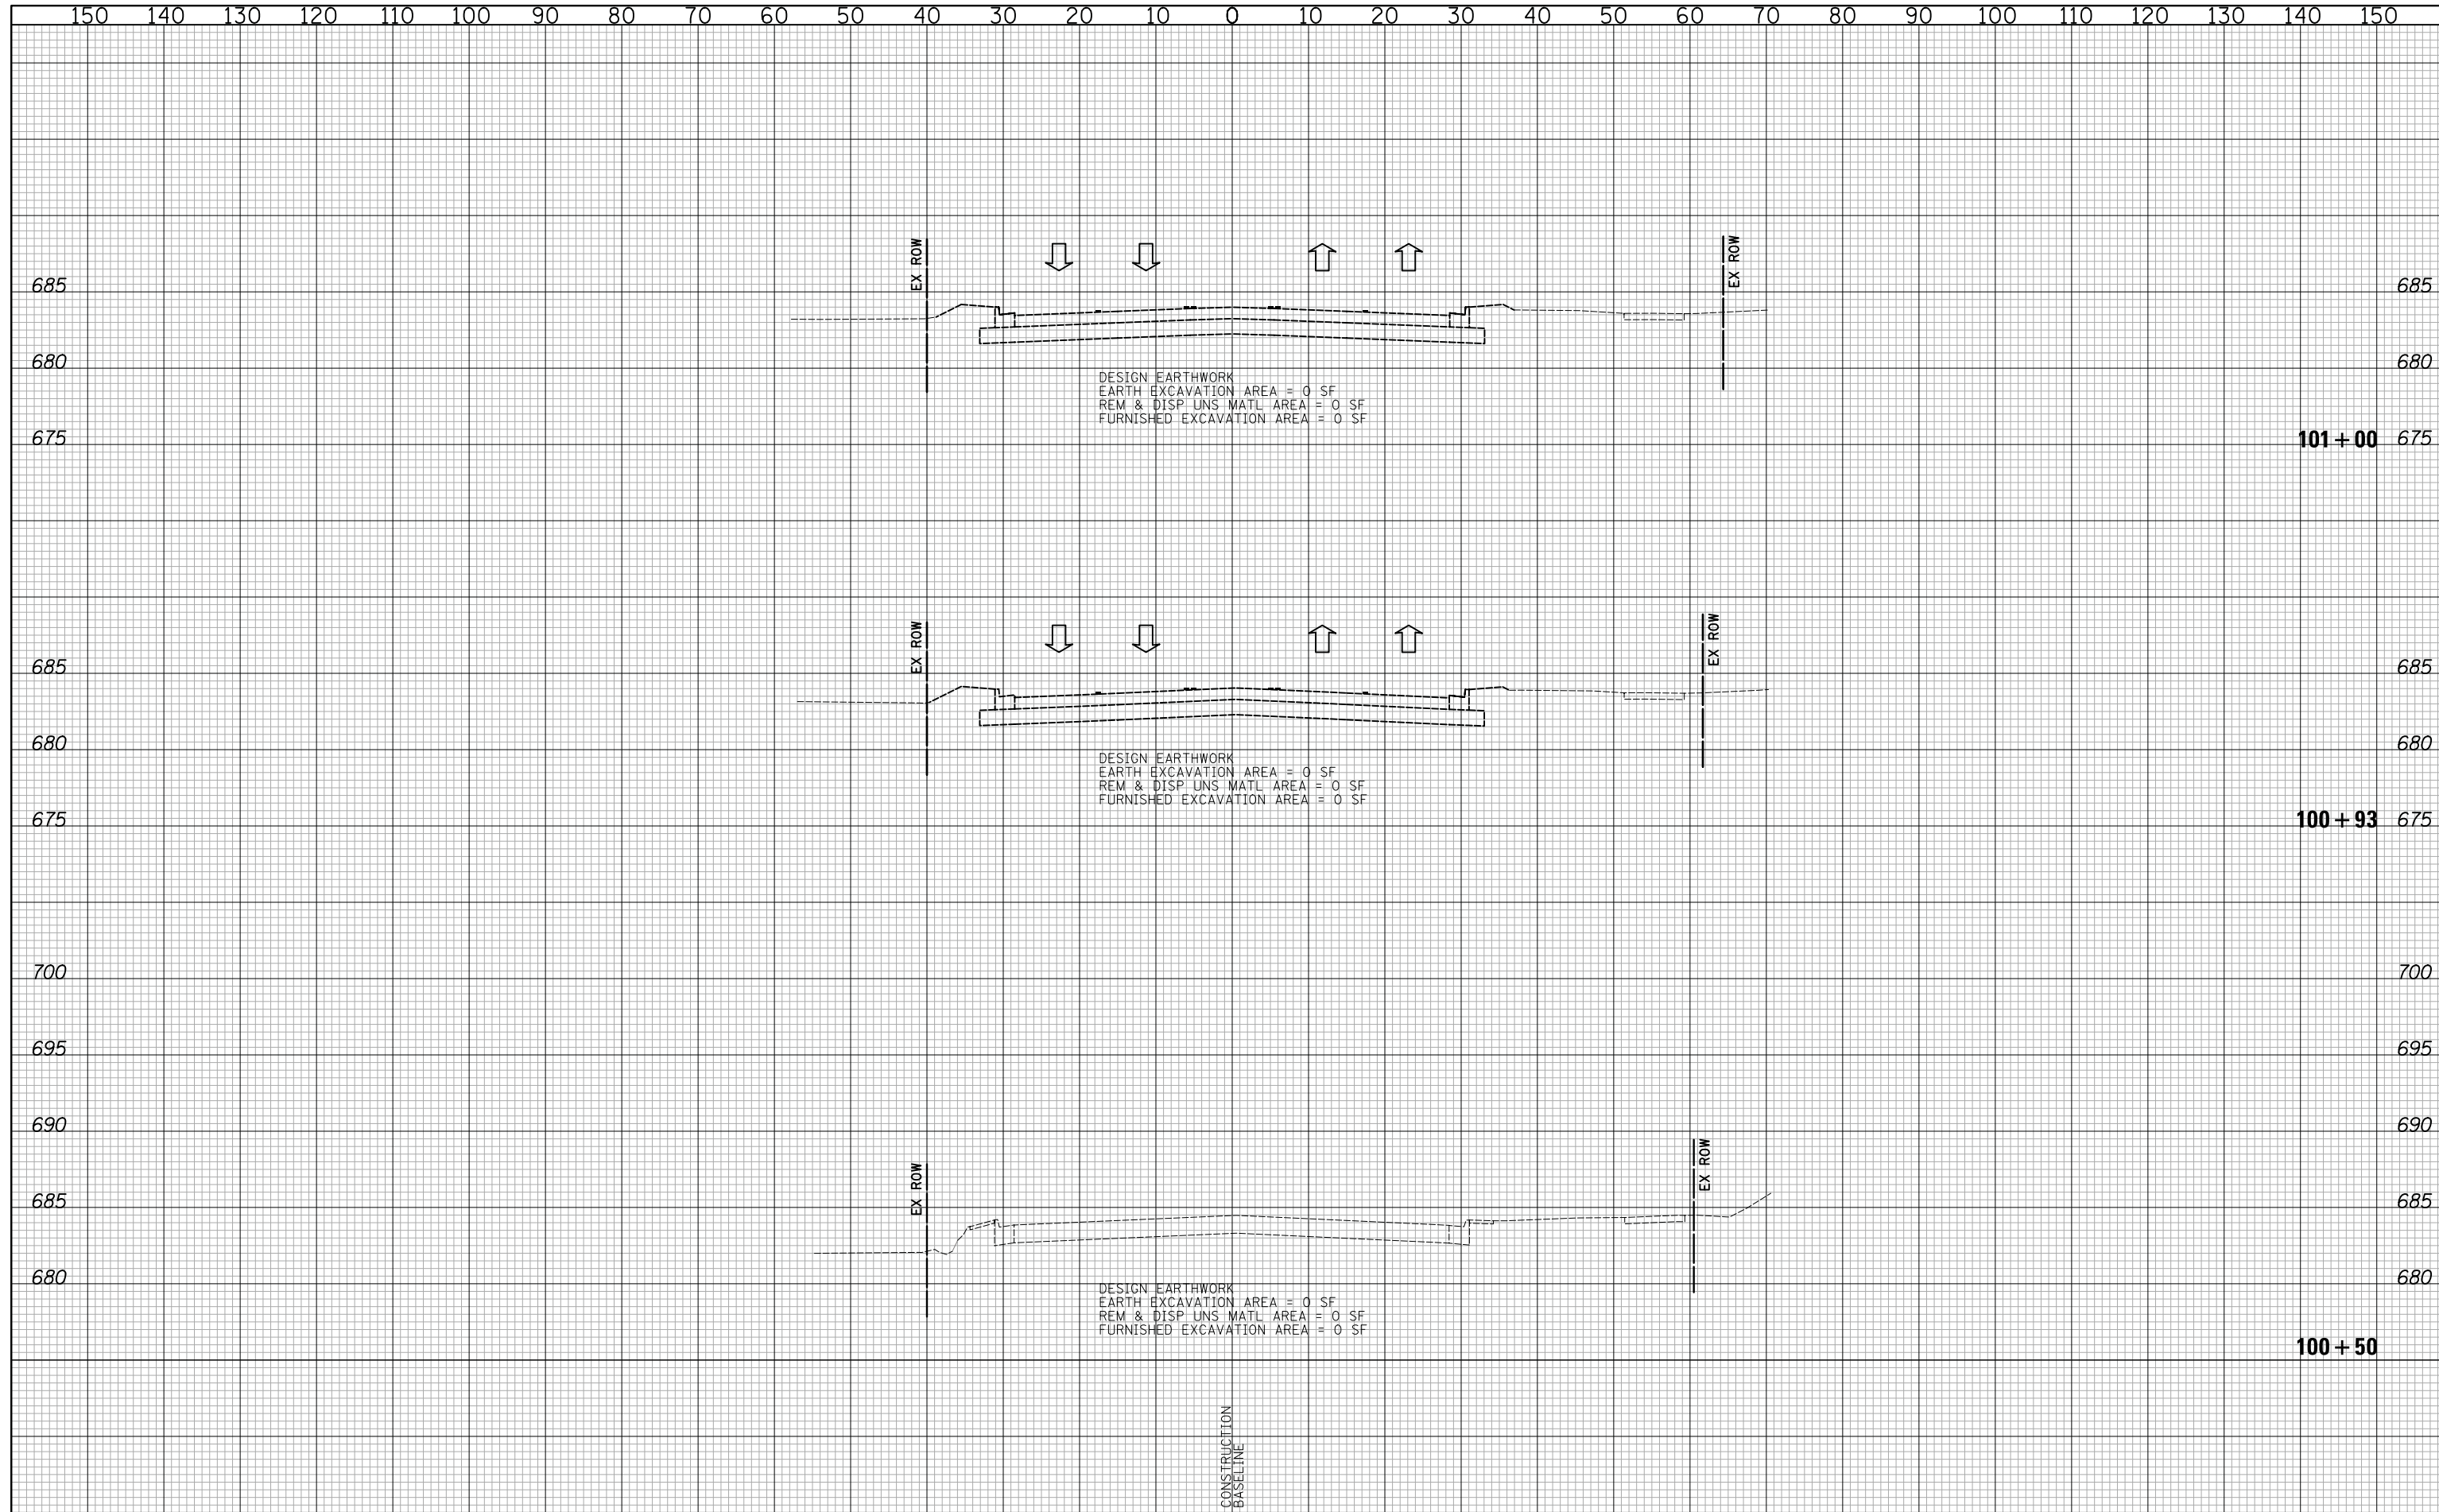 150 140 130 120 110 100 90 80 70 60 50 40 30 20 10 0 10 20 30 40 50 60 70 80 90 100 110 120 130 140 150
EX ROW
EX ROW
685 685
680 680
DESIGN EARTHWORK
EARTH EXCAVATION AREA = 0 SF
REM & DISP UNS MATL AREA = 0 SF
FURNISHED EXCAVATION AREA = 0 SF
675 101+00 675
EX ROW
EX ROW
685 685
680 680
DESIGN EARTHWORK
EARTH EXCAVATION AREA = 0 SF
REM & DISP UNS MATL AREA = 0 SF
FURNISHED EXCAVATION AREA = 0 SF
675 100+93 675
700 700
695 695
690 690
EX ROW
EX ROW
685 685
680 680
DESIGN EARTHWORK
EARTH EXCAVATION AREA = 0 SF
REM & DISP UNS MATL AREA = 0 SF
FURNISHED EXCAVATION AREA = 0 SF
100+50
CONSTRUCTION
BASELINE